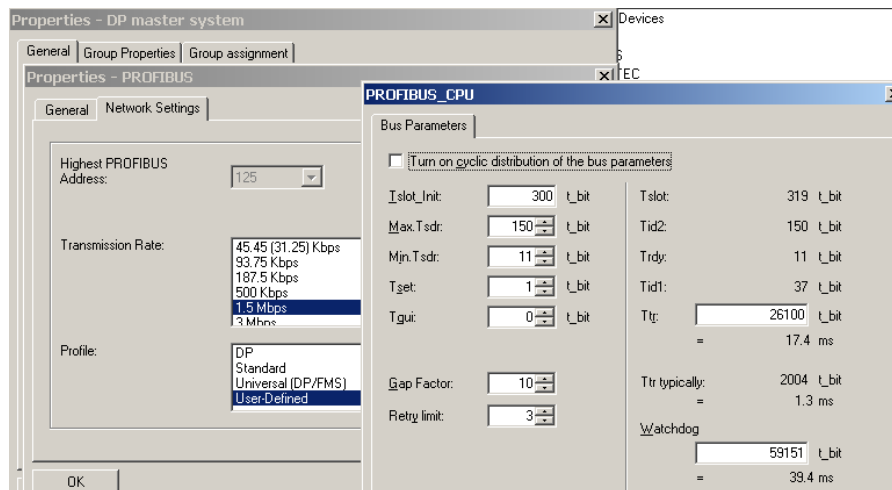 Properties - DP master system
Devices
General Group Properties Group assignment
S
Properties - PROFIBUS
TEC
PROFIBUS_CPU
General Network Settings
Bus Parameters
Turn on cyclic distribution of the bus parameters
Highest PROFIBUS
Address:
125
Tslot_Init: 300 t_bit
Tslot: 319 t_bit
Max.Tsdr: 150 t_bit
Tid2: 150 t_bit
Transmission Rate:
45.45 (31.25) Kbps
93.75 Kbps
187.5 Kbps
500 Kbps
1.5 Mbps
3 Mbps
Min.Tsdr: 11 t_bit
Trdy: 11 t_bit
Tset: 1 t_bit
Tid1: 37 t_bit
Tqui: 0 t_bit
Ttr: 26100 t_bit
= 17.4 ms
Profile:
DP
Standard
Universal (DP/FMS)
User-Defined
Gap Factor: 10
Ttr typically: 2004 t_bit
= 1.3 ms
Retry limit: 3
Watchdog
59151 t_bit
= 39.4 ms
OK